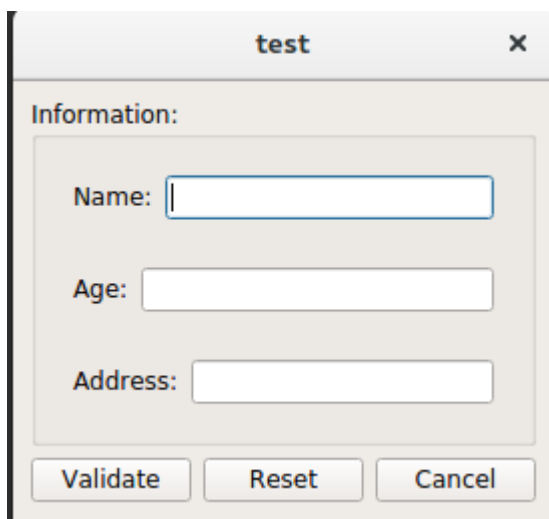 test
Information:
Name:
Age:
Address:
Validate Reset Cancel